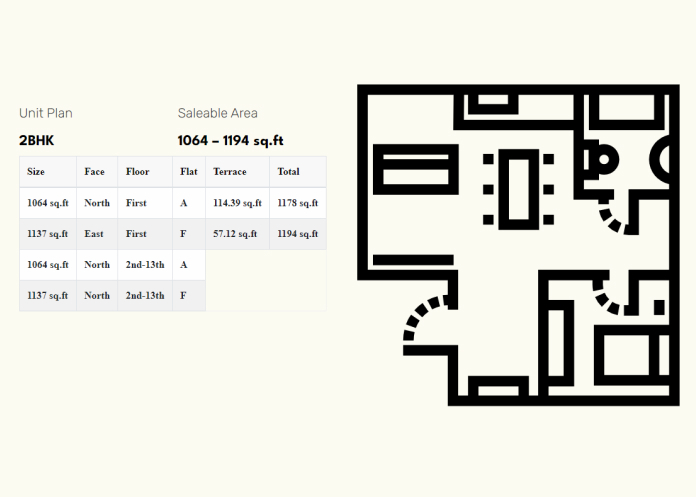 Unit Plan Saleable Area
2BHK 1064 – 1194 sq.ft
Size Face Floor Flat Terrace Total
1064 sq.ft North First A 114.39 sq.ft 1178 sq.ft
1137 sq.ft East First F 57.12 sq.ft 1194 sq.ft
1064 sq.ft North 2nd-13th A
1137 sq.ft North 2nd-13th F